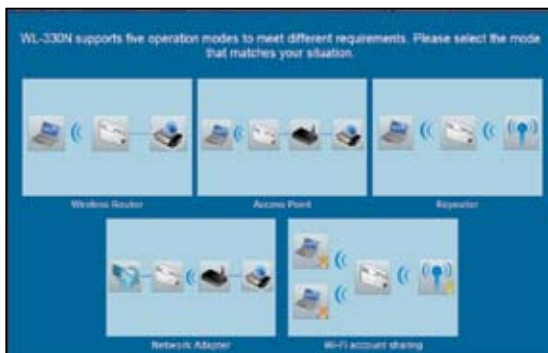 WL-330N supports five operation modes to meet different requirements. Please select the mode
that matches your situation.
Wireless Router
Access Point
Repeater
Network Adapter
Wi-Fi account sharing